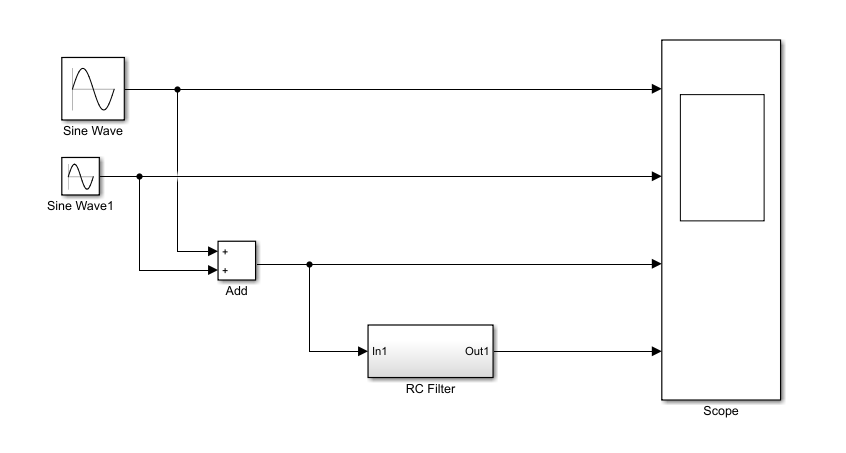 Sine Wave
Sine Wave1
+
+
Add
In1
Out1
RC Filter
Scope